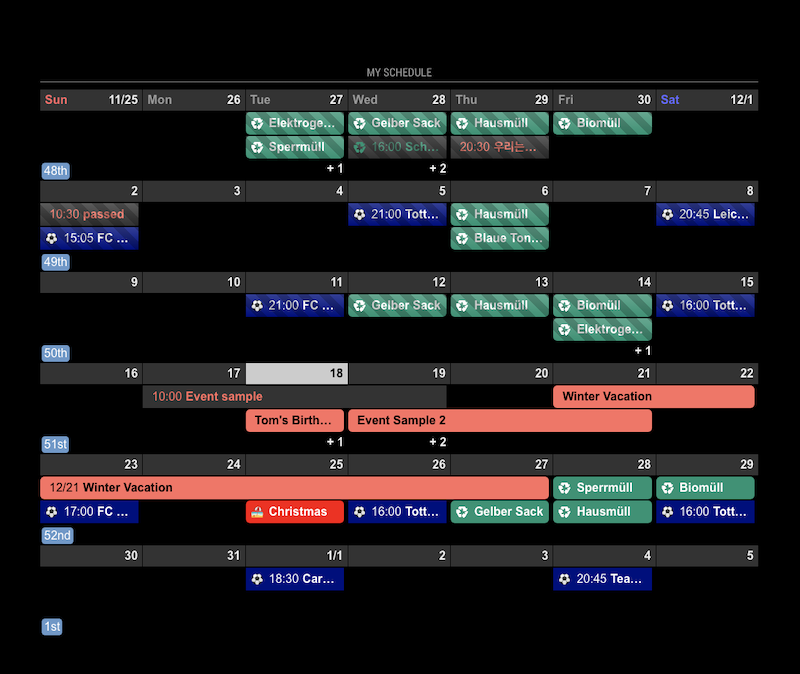 MY SCHEDULE
Sun 11/25 Mon 26 Tue 27 Wed 28 Thu 29 Fri 30 Sat 12/1
Elektroge... Gelber Sack Hausmüll Biomüll
Sperrmüll 16:00 Sch... 20:30 우리는...
48th + 1 + 2
2 3 4 5 6 7 8
10:30 passed 21:00 Tott... Hausmüll 20:45 Leic...
15:05 FC ... Blaue Ton...
49th
9 10 11 12 13 14 15
21:00 FC ... Gelber Sack Hausmüll Biomüll 16:00 Tott...
Elektroge...
50th + 1
16 17 18 19 20 21 22
10:00 Event sample Winter Vacation
Tom's Birth... Event Sample 2
51st + 1 + 2
23 24 25 26 27 28 29
12/21 Winter Vacation Sperrmüll Biomüll
17:00 FC ... Christmas 16:00 Tott... Gelber Sack Hausmüll 16:00 Tott...
52nd
30 31 1/1 2 3 4 5
18:30 Car... 20:45 Tea...
1st